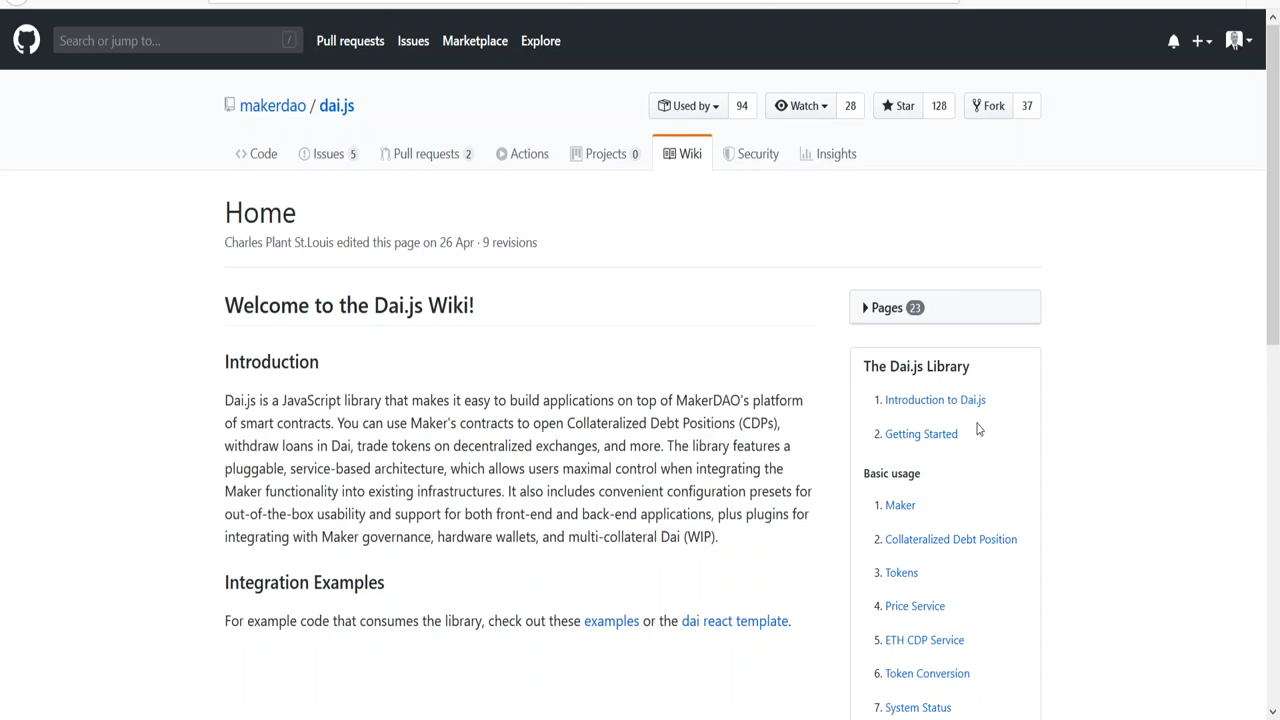 Search or jump to... /
Pull requests Issues Marketplace Explore
makerdao / dai.js
Used by 94 Watch 28 Star 128 Fork 37
Code Issues 5 Pull requests 2 Actions Projects 0 Wiki Security Insights
Home
Charles Plant St.Louis edited this page on 26 Apr · 9 revisions
Welcome to the Dai.js Wiki!
Introduction
Dai.js is a JavaScript library that makes it easy to build applications on top of MakerDAO's platform
of smart contracts. You can use Maker's contracts to open Collateralized Debt Positions (CDPs),
withdraw loans in Dai, trade tokens on decentralized exchanges, and more. The library features a
pluggable, service-based architecture, which allows users maximal control when integrating the
Maker functionality into existing infrastructures. It also includes convenient configuration presets for
out-of-the-box usability and support for both front-end and back-end applications, plus plugins for
integrating with Maker governance, hardware wallets, and multi-collateral Dai (WIP).
Integration Examples
For example code that consumes the library, check out these examples or the dai react template.
Pages 23
The Dai.js Library
1. Introduction to Dai.js
2. Getting Started
Basic usage
1. Maker
2. Collateralized Debt Position
3. Tokens
4. Price Service
5. ETH CDP Service
6. Token Conversion
7. System Status